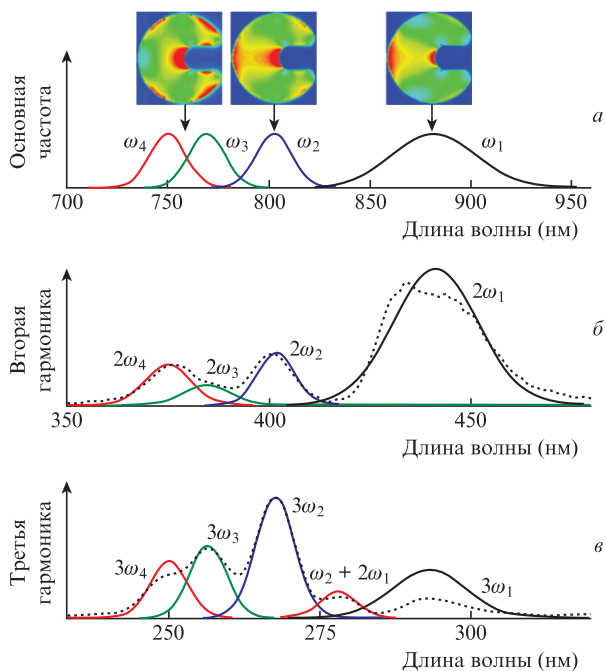 Основная
частота
ω₄ ω₃ ω₂ ω₁ а
700 750 800 850 900 950
Длина волны (нм)
Вторая
гармоника
2ω₄ 2ω₃ 2ω₂ 2ω₁ б
350 400 450
Длина волны (нм)
Третья
гармоника
3ω₄ 3ω₃ 3ω₂ ω₂ + 2ω₁ 3ω₁ в
250 275 300
Длина волны (нм)